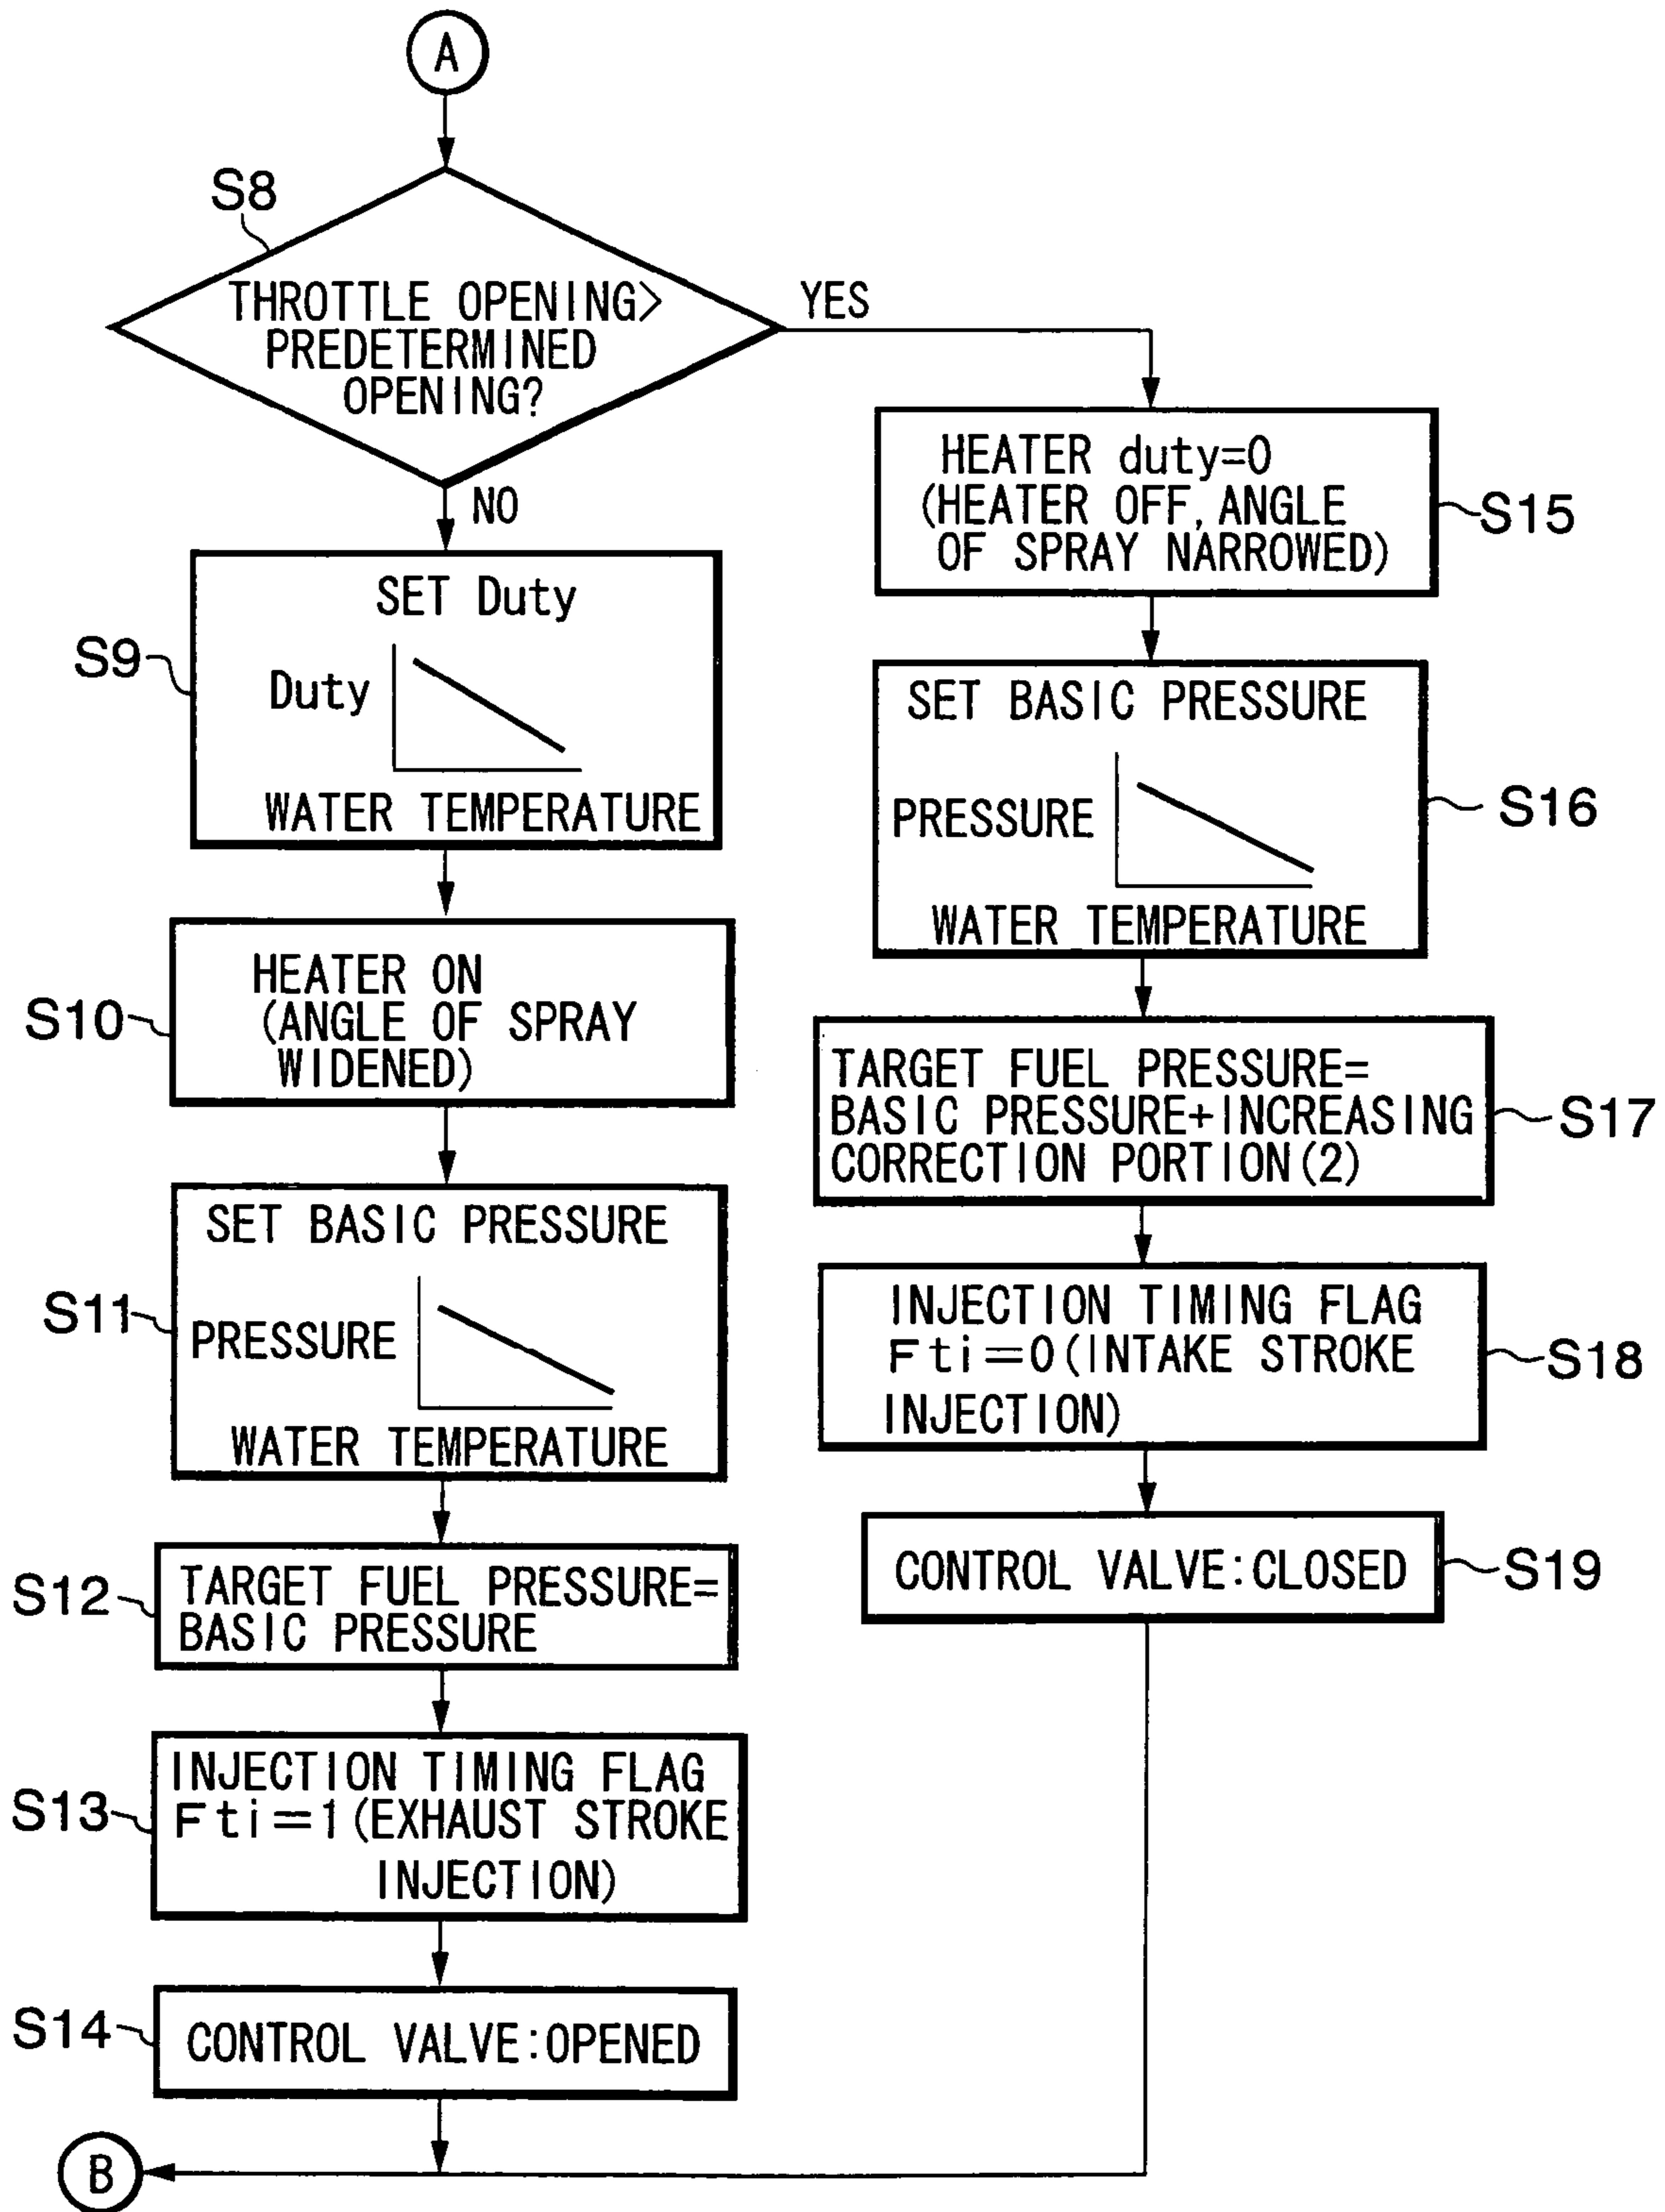 A
S8
THROTTLE OPENING>
PREDETERMINED
OPENING?
YES
NO
S9
SET Duty
Duty
WATER TEMPERATURE
S10
HEATER ON
(ANGLE OF SPRAY
WIDENED)
S11
SET BASIC PRESSURE
PRESSURE
WATER TEMPERATURE
S12
TARGET FUEL PRESSURE=
BASIC PRESSURE
S13
INJECTION TIMING FLAG
Fti=1(EXHAUST STROKE
INJECTION)
S14
CONTROL VALVE:OPENED
HEATER duty=0
(HEATER OFF, ANGLE
OF SPRAY NARROWED)
S15
SET BASIC PRESSURE
PRESSURE
WATER TEMPERATURE
S16
TARGET FUEL PRESSURE=
BASIC PRESSURE+INCREASING
CORRECTION PORTION(2)
S17
INJECTION TIMING FLAG
Fti=0(INTAKE STROKE
INJECTION)
S18
CONTROL VALVE:CLOSED
S19
B